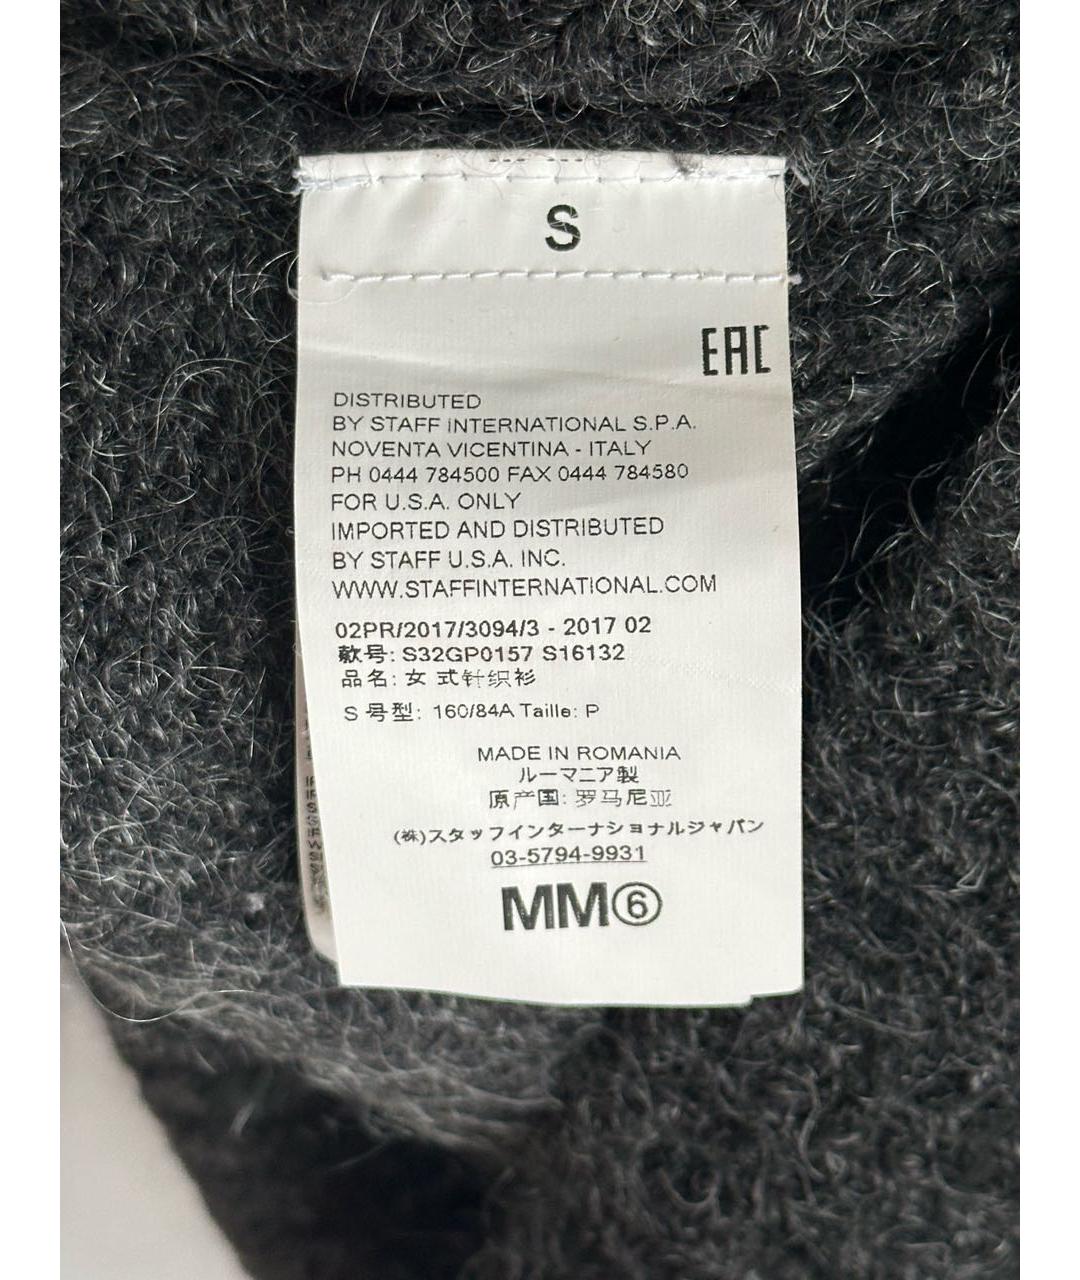 S
EAC
DISTRIBUTED
BY STAFF INTERNATIONAL S.P.A.
NOVENTA VICENTINA - ITALY
PH 0444 784500 FAX 0444 784580
FOR U.S.A. ONLY
IMPORTED AND DISTRIBUTED
BY STAFF U.S.A. INC.
WWW.STAFFINTERNATIONAL.COM
02PR/2017/3094/3 - 2017 02
款号: S32GP0157 S16132
品名: 女 式针织衫
S 号型: 160/84A Taille: P
MADE IN ROMANIA
ルーマニア製
原产国: 罗马尼亚
(株)スタッフインターナショナルジャパン
03-5794-9931
MM⑥